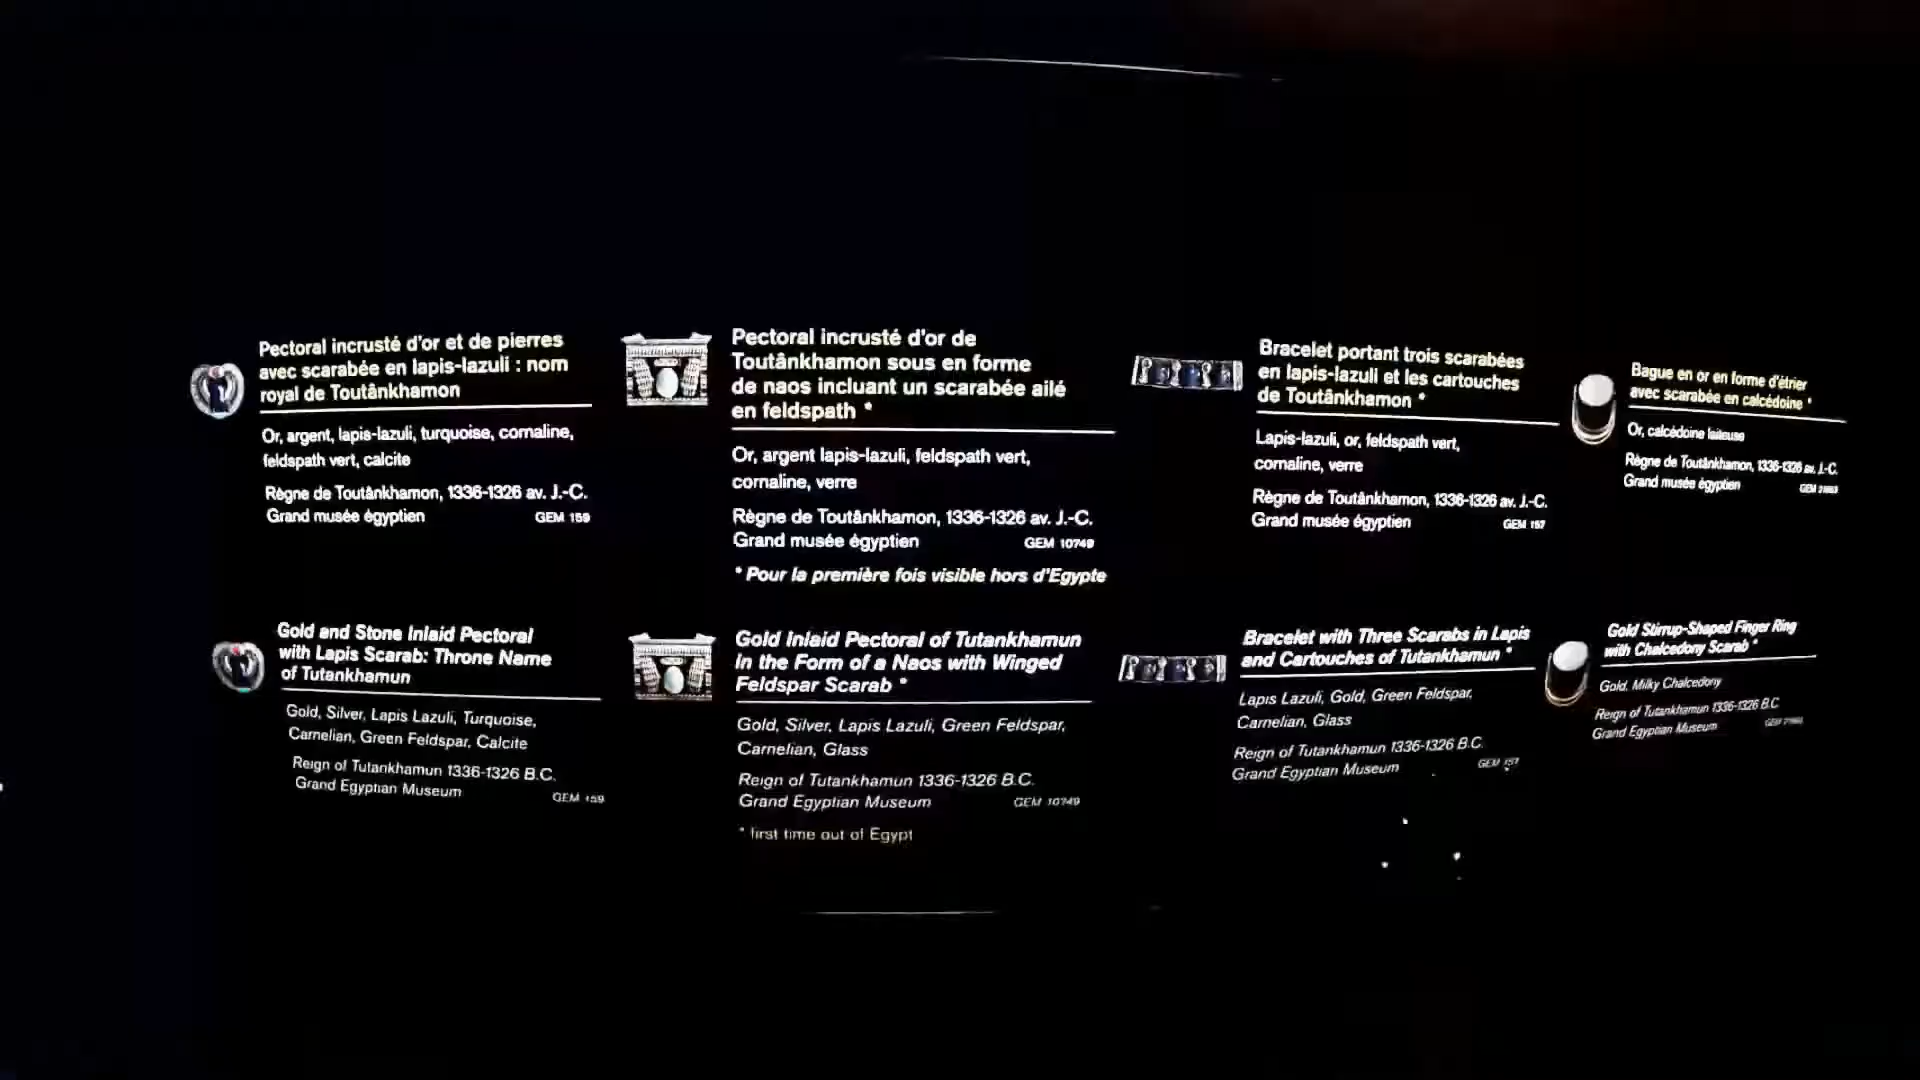 Pectoral incrusté d'or et de pierres
avec scarabée en lapis-lazuli : nom
royal de Toutânkhamon
Or, argent, lapis-lazuli, turquoise, cornaline,
feldspath vert, calcite
Règne de Toutânkhamon, 1336-1326 av. J.-C.
Grand musée égyptien GEM 159
Pectoral incrusté d'or de
Toutânkhamon sous en forme
de naos incluant un scarabée ailé
en feldspath *
Or, argent lapis-lazuli, feldspath vert,
cornaline, verre
Règne de Toutânkhamon, 1336-1326 av. J.-C.
Grand musée égyptien GEM 10749
* Pour la première fois visible hors d'Egypte
Bracelet portant trois scarabées
en lapis-lazuli et les cartouches
de Toutânkhamon *
Lapis-lazuli, or, feldspath vert,
cornaline, verre
Règne de Toutânkhamon, 1336-1326 av. J.-C.
Grand musée égyptien GEM 157
Bague en or en forme d'étrier
avec scarabée en calcédoine *
Or, calcédoine laiteuse
Règne de Toutânkhamon, 1336-1326 av. J.-C.
Grand musée égyptien GEM
Gold and Stone Inlaid Pectoral
with Lapis Scarab: Throne Name
of Tutankhamun
Gold, Silver, Lapis Lazuli, Turquoise,
Carnelian, Green Feldspar, Calcite
Reign of Tutankhamun 1336-1326 B.C.
Grand Egyptian Museum GEM 159
Gold Inlaid Pectoral of Tutankhamun
in the Form of a Naos with Winged
Feldspar Scarab *
Gold, Silver, Lapis Lazuli, Green Feldspar,
Carnelian, Glass
Reign of Tutankhamun 1336-1326 B.C.
Grand Egyptian Museum GEM 10749
* first time out of Egypt
Bracelet with Three Scarabs in Lapis
and Cartouches of Tutankhamun *
Lapis Lazuli, Gold, Green Feldspar,
Carnelian, Glass
Reign of Tutankhamun 1336-1326 B.C.
Grand Egyptian Museum GEM 157
Gold Stirrup-Shaped Finger Ring
with Chalcedony Scarab *
Gold, Milky Chalcedony
Reign of Tutankhamun 1336-1326 B.C
Grand Egyptian Museum GEM